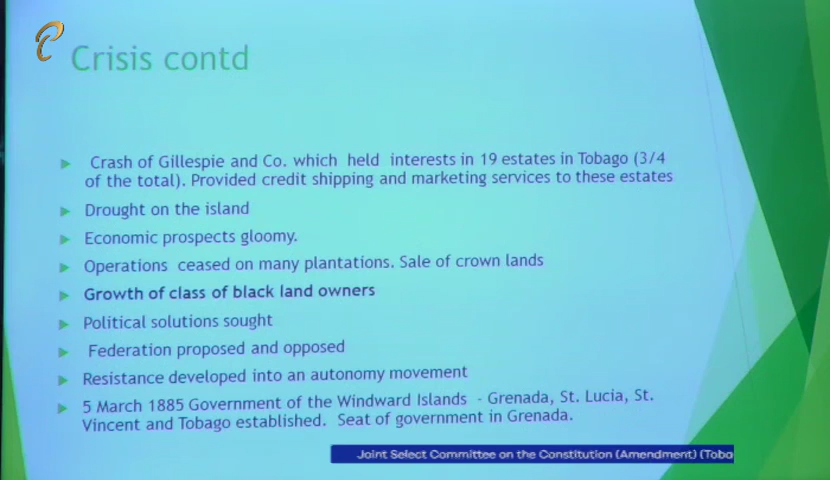 Crisis contd
Crash of Gillespie and Co. which held interests in 19 estates in Tobago (3/4
of the total). Provided credit shipping and marketing services to these estates
Drought on the island
Economic prospects gloomy.
Operations ceased on many plantations. Sale of crown lands
Growth of class of black land owners
Political solutions sought
Federation proposed and opposed
Resistance developed into an autonomy movement
5 March 1885 Government of the Windward Islands - Grenada, St. Lucia, St.
Vincent and Tobago established. Seat of government in Grenada.
Joint Select Committee on the Constitution (Amendment) (Toba